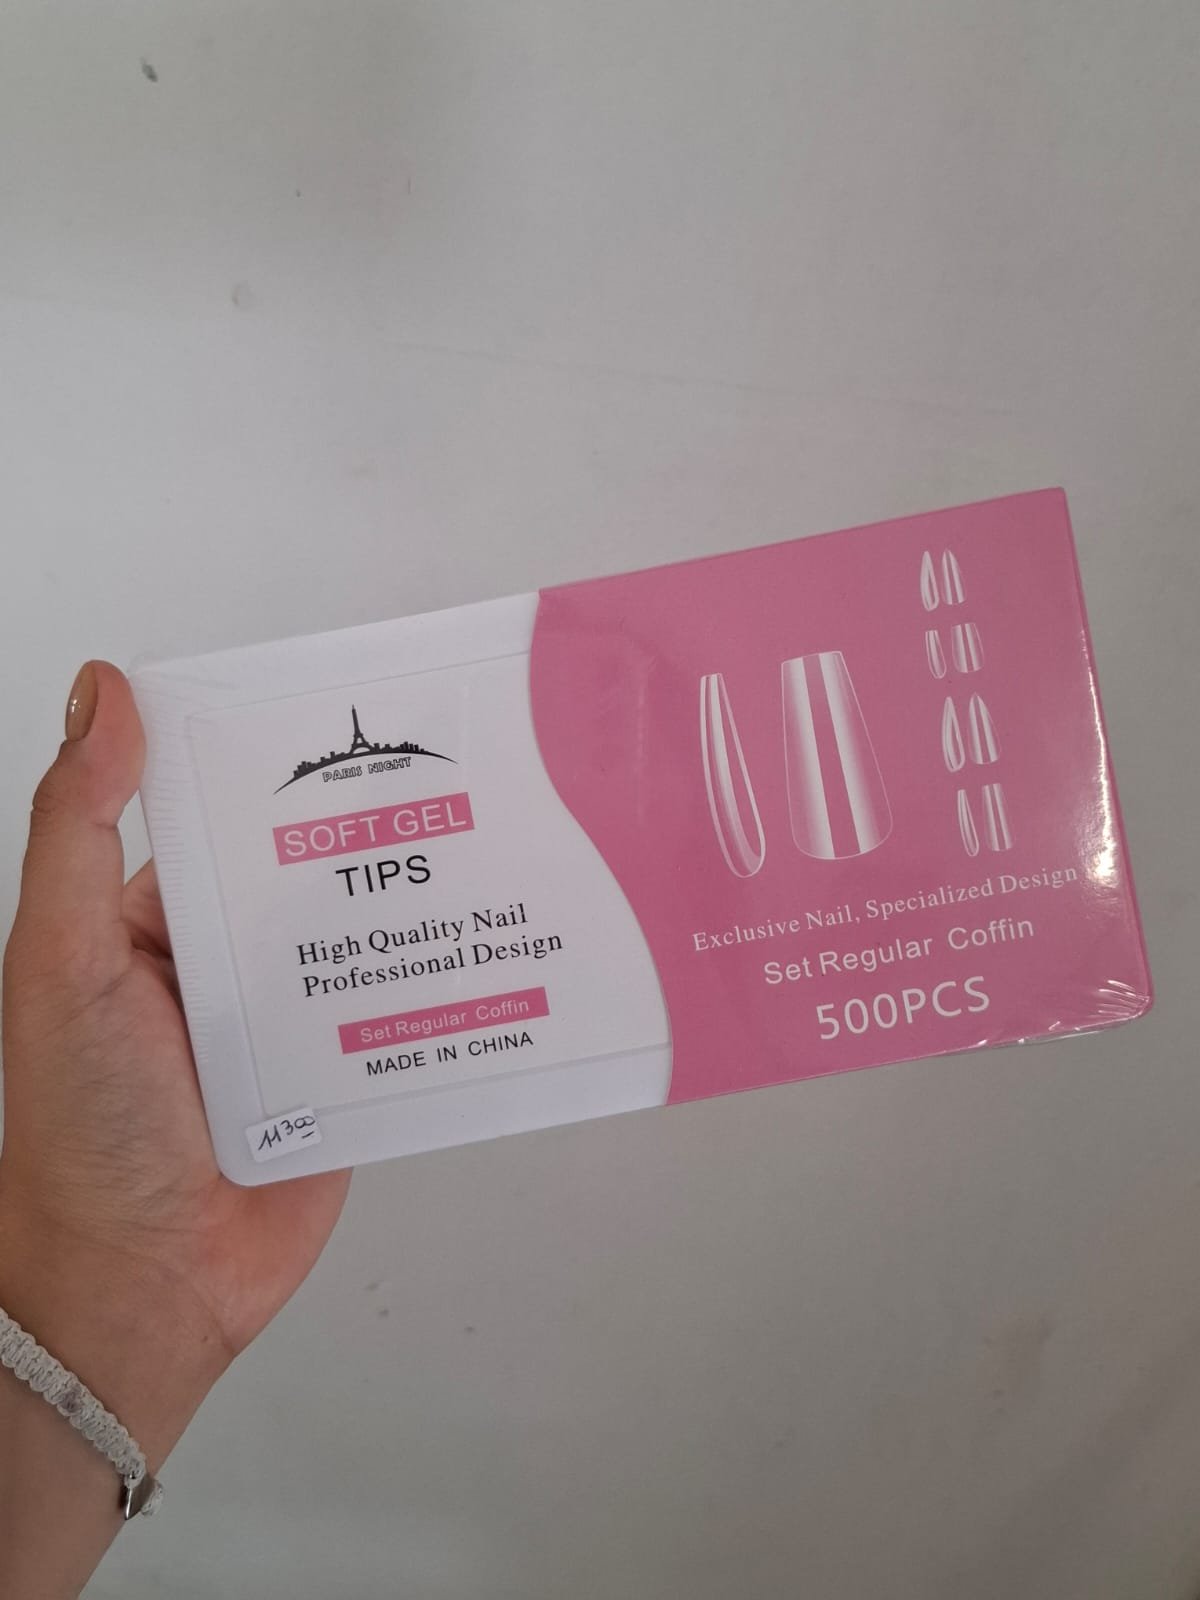 PARIS NIGHT
SOFT GEL
TIPS
High Quality Nail
Professional Design
Set Regular Coffin
MADE IN CHINA
11300
Exclusive Nail, Specialized Design
Set Regular Coffin
500PCS